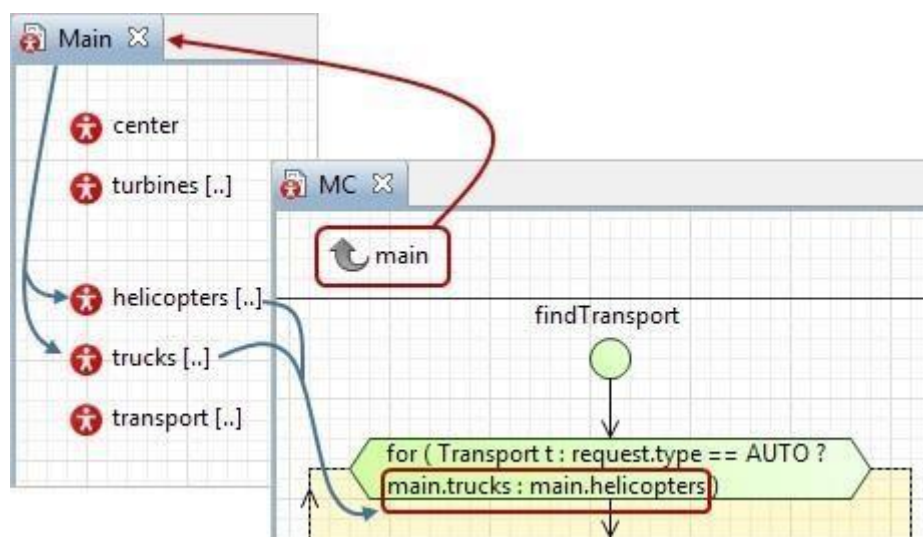 Main
center
turbines [..]
helicopters [..]
trucks [..]
transport [..]
MC
main
findTransport
for ( Transport t : request.type == AUTO ?
main.trucks : main.helicopters )